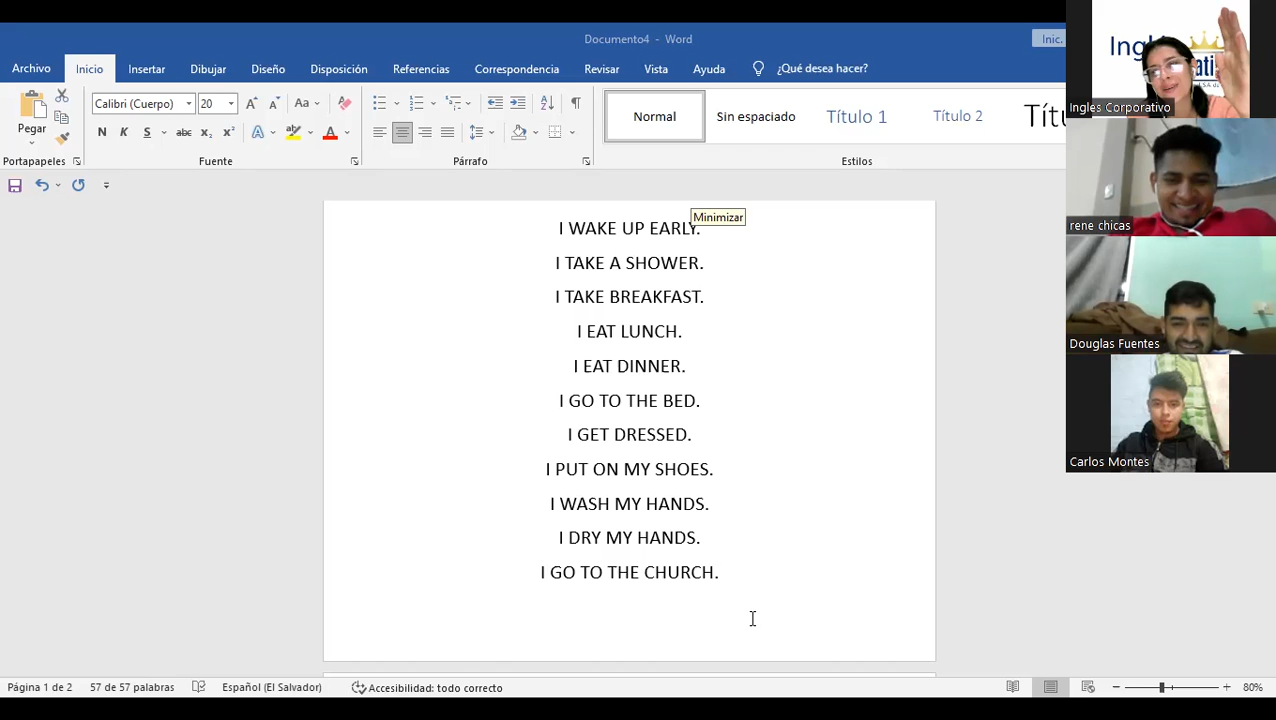 Documento4 - Word
Inic.
Archivo Inicio Insertar Dibujar Diseño Disposición Referencias Correspondencia Revisar Vista Ayuda ¿Qué desea hacer?
Pegar
Calibri (Cuerpo) 20
Normal
Sin espaciado
Título 1
Título 2
Portapapeles
Fuente
Párrafo
Estilos
Minimizar
I WAKE UP EARLY.
I TAKE A SHOWER.
I TAKE BREAKFAST.
I EAT LUNCH.
I EAT DINNER.
I GO TO THE BED.
I GET DRESSED.
I PUT ON MY SHOES.
I WASH MY HANDS.
I DRY MY HANDS.
I GO TO THE CHURCH.
Página 1 de 2 57 de 57 palabras Español (El Salvador) Accesibilidad: todo correcto 80%
Ingles Corporativo
rene chicas
Douglas Fuentes
Carlos Montes